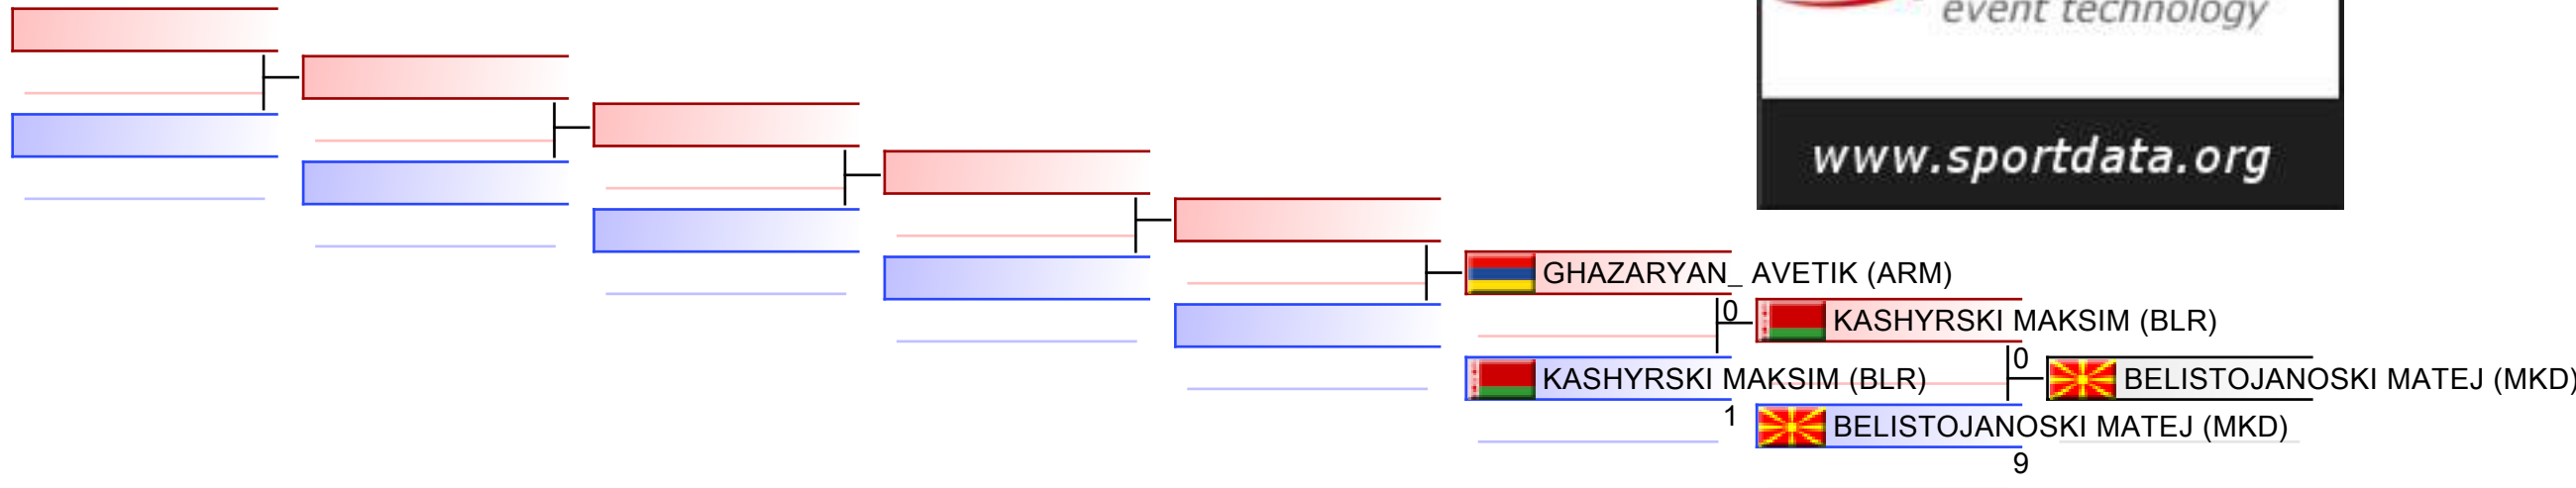 event technology
www.sportdata.org
GHAZARYAN_ AVETIK (ARM)
0
KASHYRSKI MAKSIM (BLR)
0
KASHYRSKI MAKSIM (BLR)
BELISTOJANOSKI MATEJ (MKD)
1
BELISTOJANOSKI MATEJ (MKD)
9